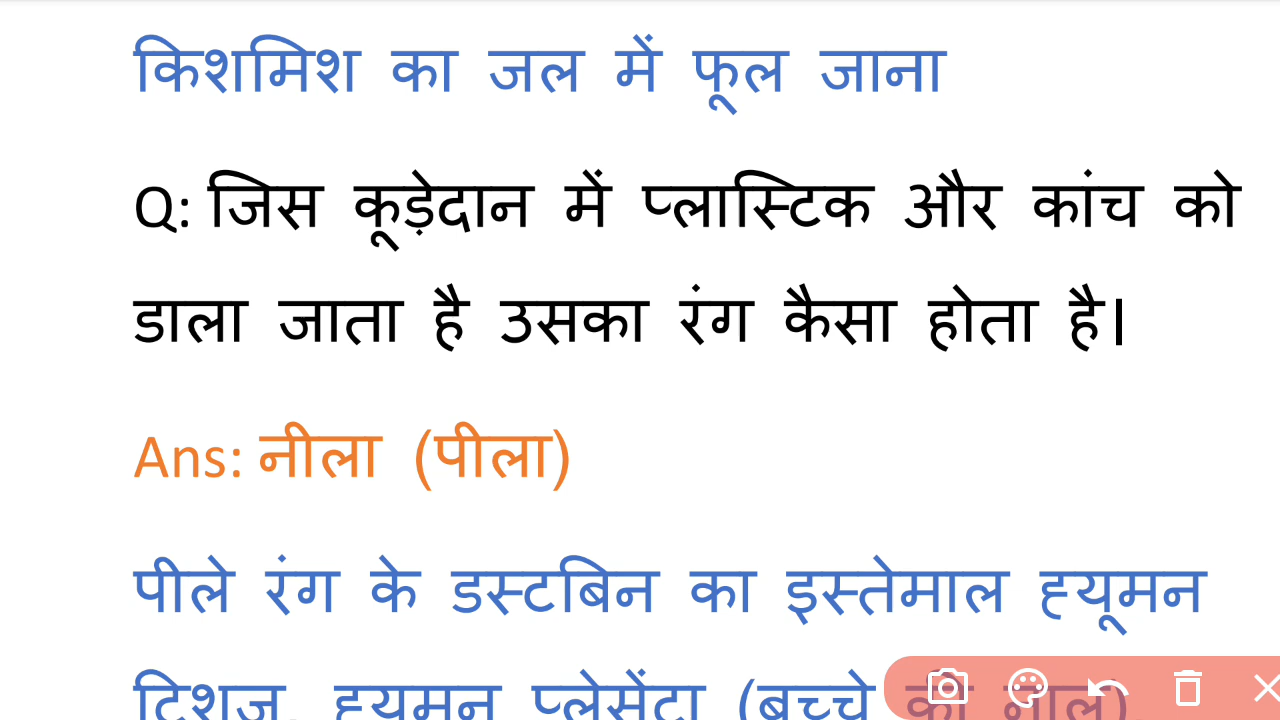 किशमिश का जल में फूल जाना
Q: जिस कूड़ेदान में प्लास्टिक और कांच को
डाला जाता है उसका रंग कैसा होता है।
Ans: नीला (पीला)
पीले रंग के डस्टबिन का इस्तेमाल ह्यूमन
टिशूज, ह्यूमन प्लेसेंटा (बच्चे की नाल),